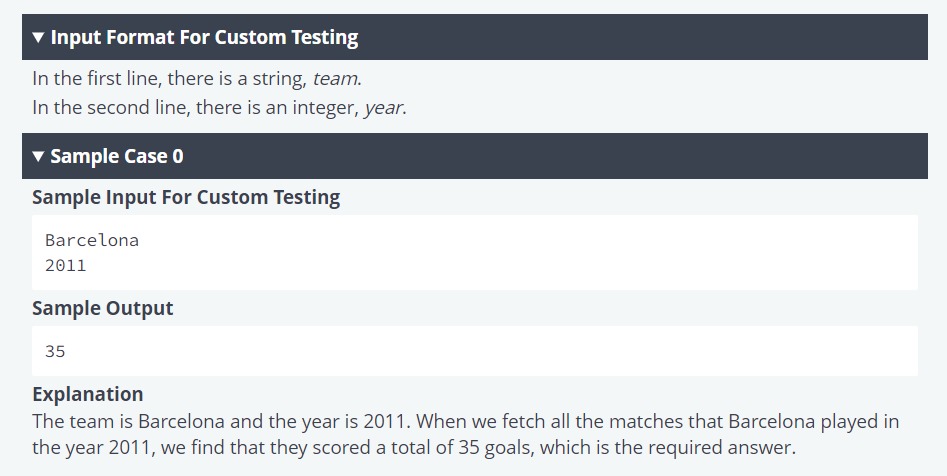 ▼ Input Format For Custom Testing
In the first line, there is a string, team.
In the second line, there is an integer, year.
▼ Sample Case 0
Sample Input For Custom Testing
Barcelona
2011
Sample Output
35
Explanation
The team is Barcelona and the year is 2011. When we fetch all the matches that Barcelona played in
the year 2011, we find that they scored a total of 35 goals, which is the required answer.